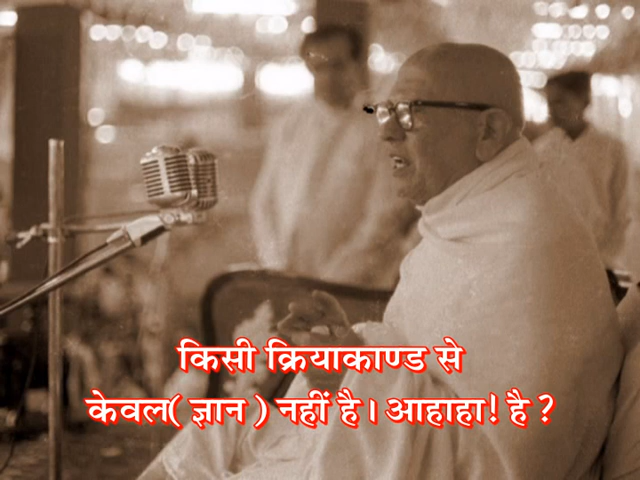 किसी क्रियाकाण्ड से
केवल( ज्ञान ) नहीं है। आहाहा! है ?